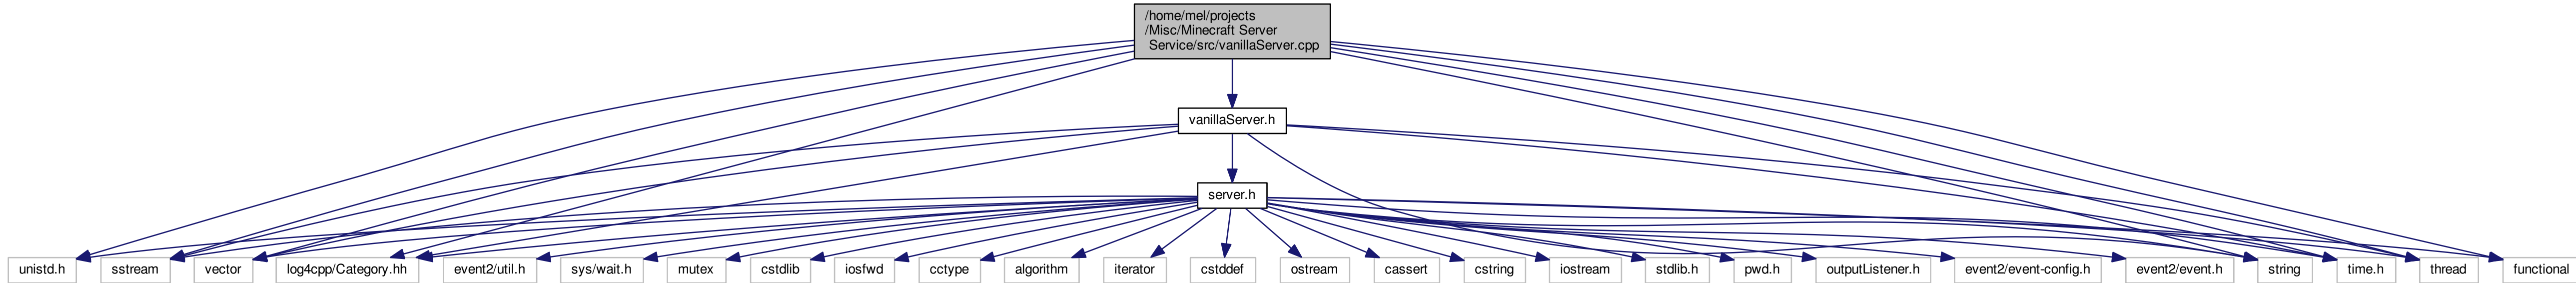 /home/mel/projects
/Misc/Minecraft Server
Service/src/vanillaServer.cpp
vanillaServer.h
server.h
unistd.h
sstream
vector
log4cpp/Category.hh
event2/util.h
sys/wait.h
mutex
cstdlib
iosfwd
cctype
algorithm
iterator
cstddef
ostream
cassert
cstring
iostream
stdlib.h
pwd.h
outputListener.h
event2/event-config.h
event2/event.h
string
time.h
thread
functional